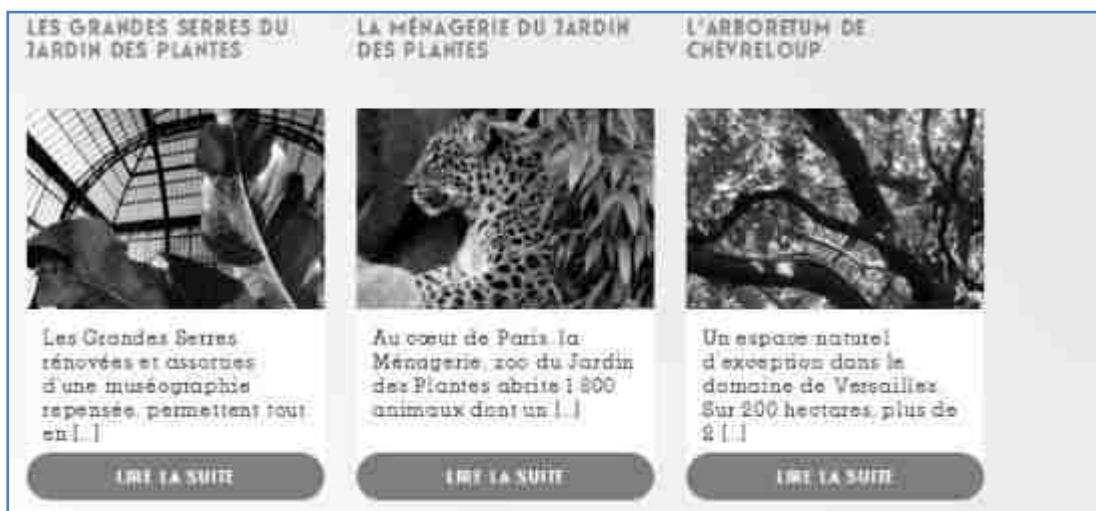 LES GRANDES SERRES DU
JARDIN DES PLANTES
Les Grandes Serres
rénovées et assorties
d'une muséographie
repensée, permettent tout
en [...]
LIRE LA SUITE
LA MÉNAGERIE DU JARDIN
DES PLANTES
Au cœur de Paris, la
Ménagerie, zoo du Jardin
des Plantes abrite 1 800
animaux dont un [...]
LIRE LA SUITE
L'ARBORETUM DE
CHÈVRELOUP
Un espace naturel
d'exception dans le
domaine de Versailles.
Sur 200 hectares, plus de
2 [...]
LIRE LA SUITE